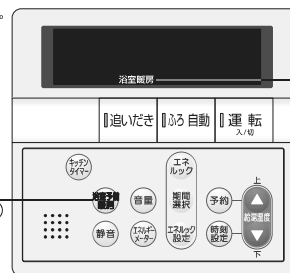 浴室暖房
追いだき
ふろ 自動
運 転
入/切
キッチン
タイマー
エネ
ルック
上
音量
期間
選択
予約
給湯温度
静音
エネルギー
メーター
エネルック
設定
時刻
設定
下